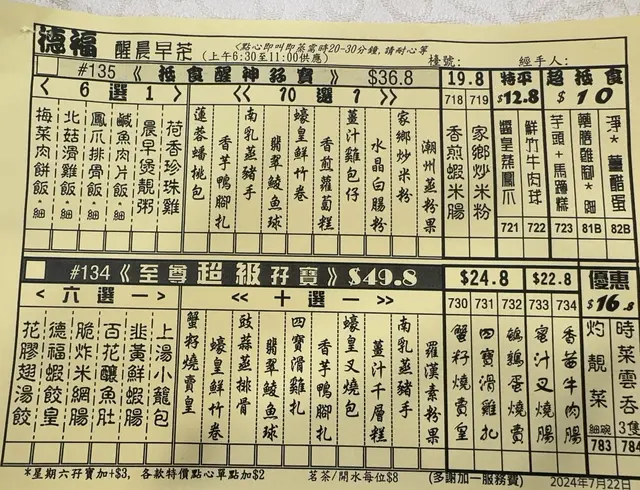 德福 醒晨早茶 <點心即叫即蒸需時20-30分鐘,請耐心等
(上午6:30至11:00供應) 檯號: 經手人:
#135《抵食醒神孖寶》$36.8
< 6 選 1 >
梅菜肉餅飯·細
北菇滑雞飯·細
鳳爪排骨飯·細
鹹魚肉片飯·細
晨早煲靚粥
荷香珍珠雞
<< 10 選 1 >>
蓮蓉蟠桃包
香芋鴨腳扎
南乳蒸豬手
翡翠鯪魚球
蠔皇鮮竹卷
香煎蘿蔔糕
薑汁雞包仔
水晶白腸粉
家鄉炒米粉
潮州蒸粉果
19.8
718 香煎蝦米腸
719 家鄉炒米粉
特平 $12.8
醬皇蒸鳳爪 721
鮮竹牛肉球 722
超抵食 $10
芋頭+馬蹄糕 723
藥膳雞腳*細 81B
淨*薑醋蛋 82B
#134《至尊超級孖寶》$49.8
< 六 選 一 >
花膠翅湯餃
德福蝦餃皇
脆炸米網腸
百花釀魚肚
韭黃鮮蝦腸
上湯小籠包
<< 十 選 一 >>
蟹籽燒賣皇
蠔皇鮮竹卷
豉蒜蒸排骨
翡翠鯪魚球
四寶滑雞扎
香芋鴨腳扎
蠔皇叉燒包
薑汁千層糕
南乳蒸豬手
羅漢素粉果
$24.8
730 蟹籽燒賣皇
731 四寶滑雞扎
732 鵪鶉蛋燒賣
$22.8
733 蜜汁叉燒腸
734 香茜牛肉腸
優惠 $16.8
灼靚菜 細碗 783
時菜雲吞 3隻 784
*星期六孖寶加+$3, 各款特價點心單點加$2 茗茶/開水每位$8 (多謝加一服務費) 2024年7月22日